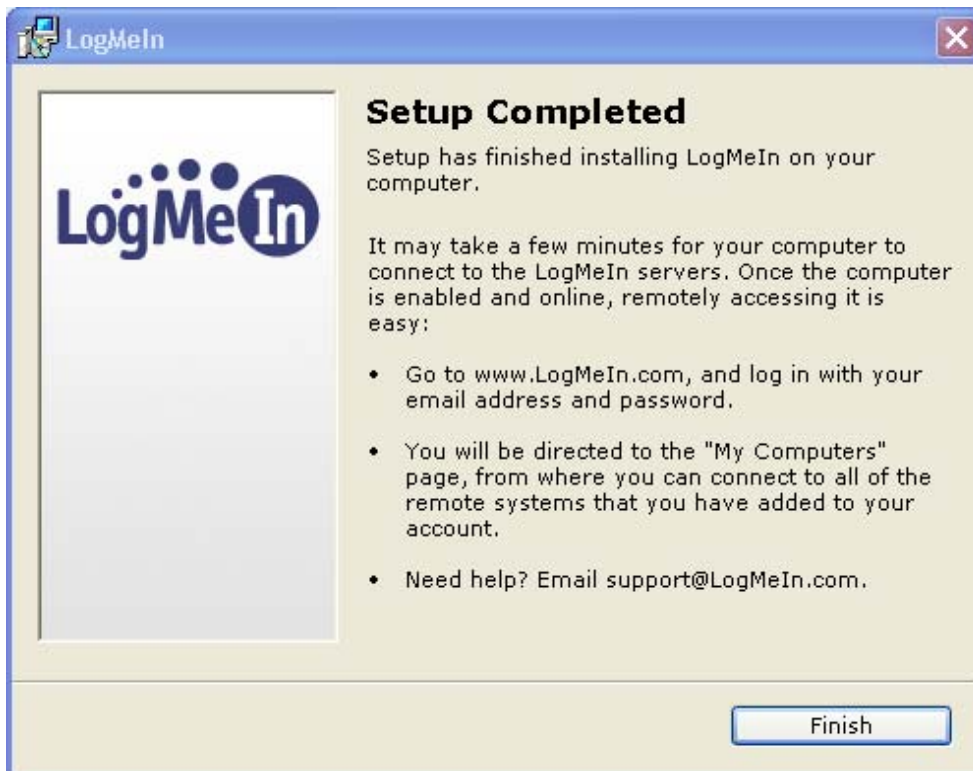 LogMeIn
LogMeIn
Setup Completed
Setup has finished installing LogMeIn on your
computer.
It may take a few minutes for your computer to
connect to the LogMeIn servers. Once the computer
is enabled and online, remotely accessing it is
easy:
• Go to www.LogMeIn.com, and log in with your
email address and password.
• You will be directed to the "My Computers"
page, from where you can connect to all of the
remote systems that you have added to your
account.
• Need help? Email support@LogMeIn.com.
Finish